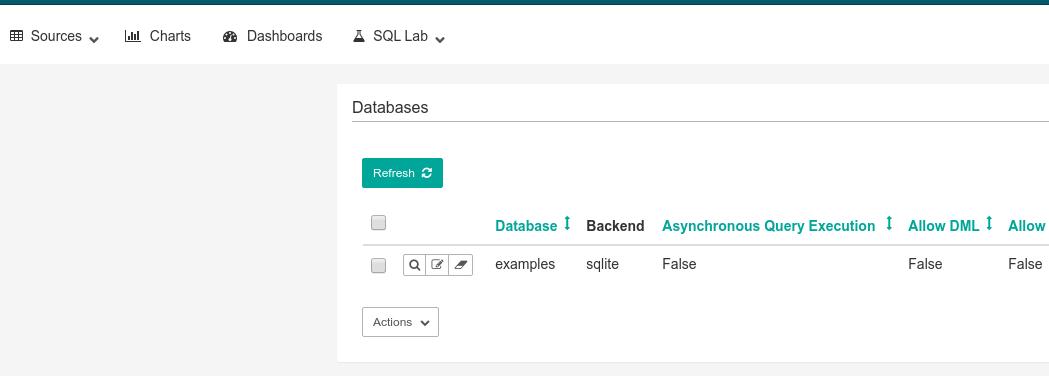 Sources Charts Dashboards SQL Lab
Databases
Refresh
Database Backend Asynchronous Query Execution Allow DML Allow
examples sqlite False False False
Actions